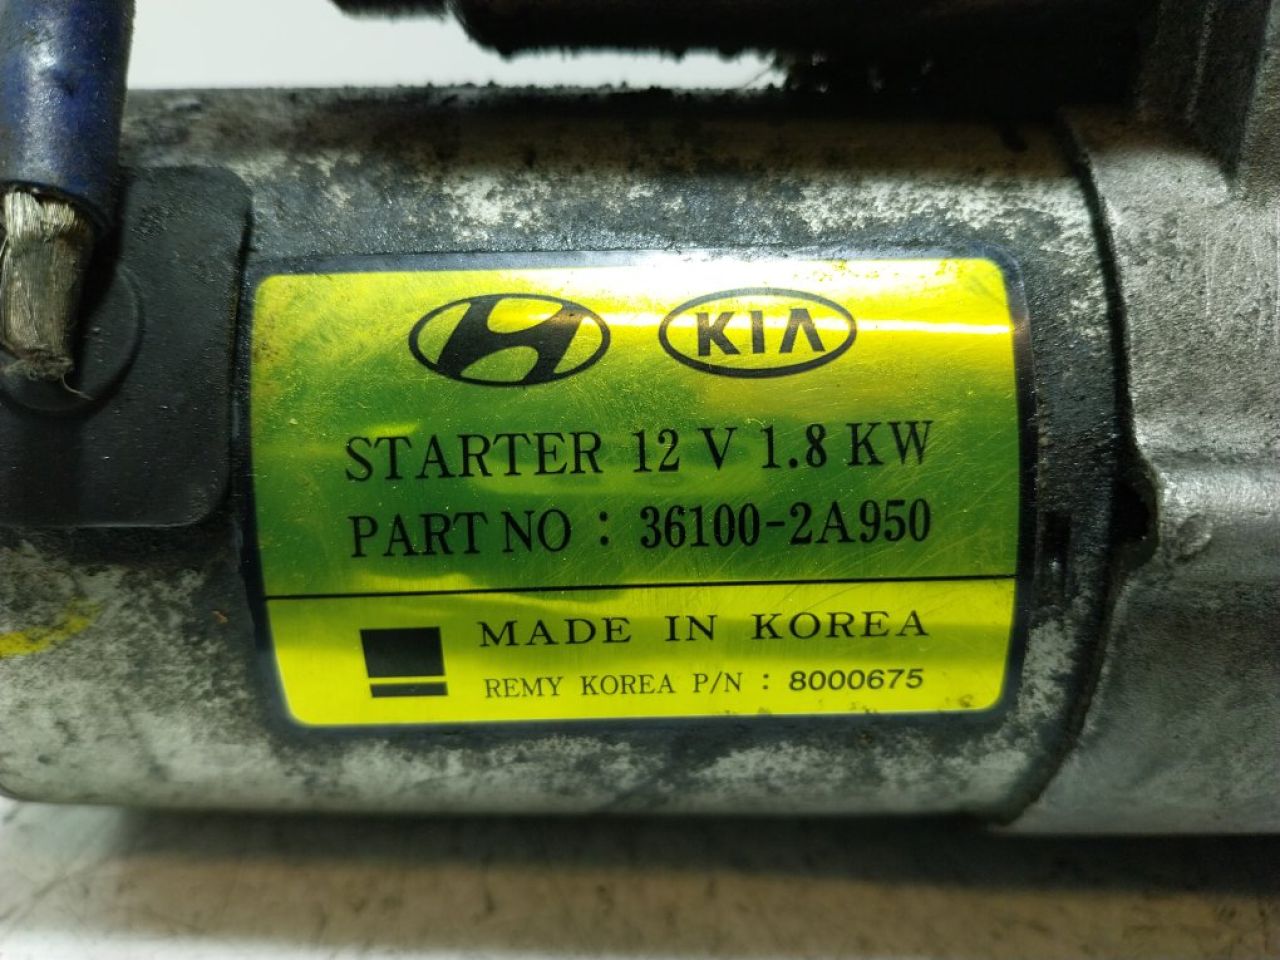 KIA
STARTER 12 V 1.8 KW
PART NO : 36100-2A950
MADE IN KOREA
REMY KOREA P/N : 8000675